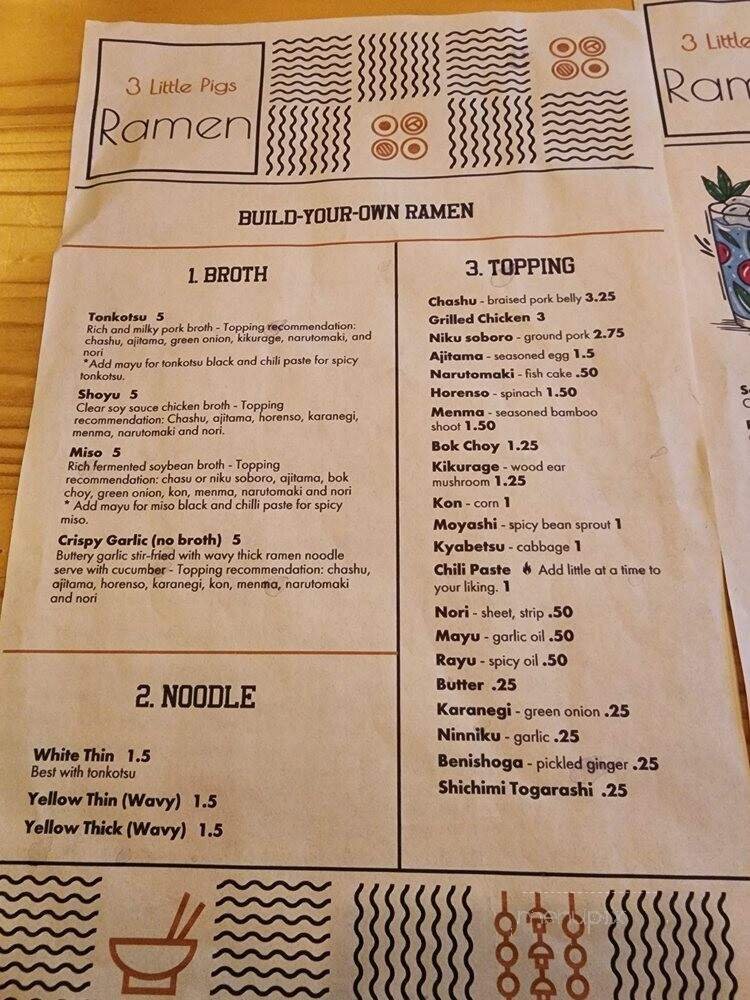 3 Little Pigs
Ramen
BUILD-YOUR-OWN RAMEN
1. BROTH
Tonkotsu 5
Rich and milky pork broth - Topping recommendation:
chashu, ajitama, green onion, kikurage, narutomaki, and
nori
*Add mayu for tonkotsu black and chili paste for spicy
tonkotsu.
Shoyu 5
Clear soy sauce chicken broth - Topping
recommendation: Chashu, ajitama, horenso, karanegi,
menma, narutomaki and nori.
Miso 5
Rich fermented soybean broth - Topping
recommendation: chasu or niku soboro, ajitama, bok
choy, green onion, kon, menma, narutomaki and nori
* Add mayu for miso black and chilli paste for spicy
miso.
Crispy Garlic (no broth) 5
Buttery garlic stir-fried with wavy thick ramen noodle
serve with cucumber - Topping recommendation: chashu,
ajitama, horenso, karanegi, kon, menma, narutomaki
and nori
2. NOODLE
White Thin 1.5
Best with tonkotsu
Yellow Thin (Wavy) 1.5
Yellow Thick (Wavy) 1.5
3. TOPPING
Chashu - braised pork belly 3.25
Grilled Chicken 3
Niku soboro - ground pork 2.75
Ajitama - seasoned egg 1.5
Narutomaki - fish cake .50
Horenso - spinach 1.50
Menma - seasoned bamboo
shoot 1.50
Bok Choy 1.25
Kikurage - wood ear
mushroom 1.25
Kon - corn 1
Moyashi - spicy bean sprout 1
Kyabetsu - cabbage 1
Chili Paste Add little at a time to
your liking. 1
Nori - sheet, strip .50
Mayu - garlic oil .50
Rayu - spicy oil .50
Butter .25
Karanegi - green onion .25
Ninniku - garlic .25
Benishoga - pickled ginger .25
Shichimi Togarashi .25
3 Little
Ram
menupix